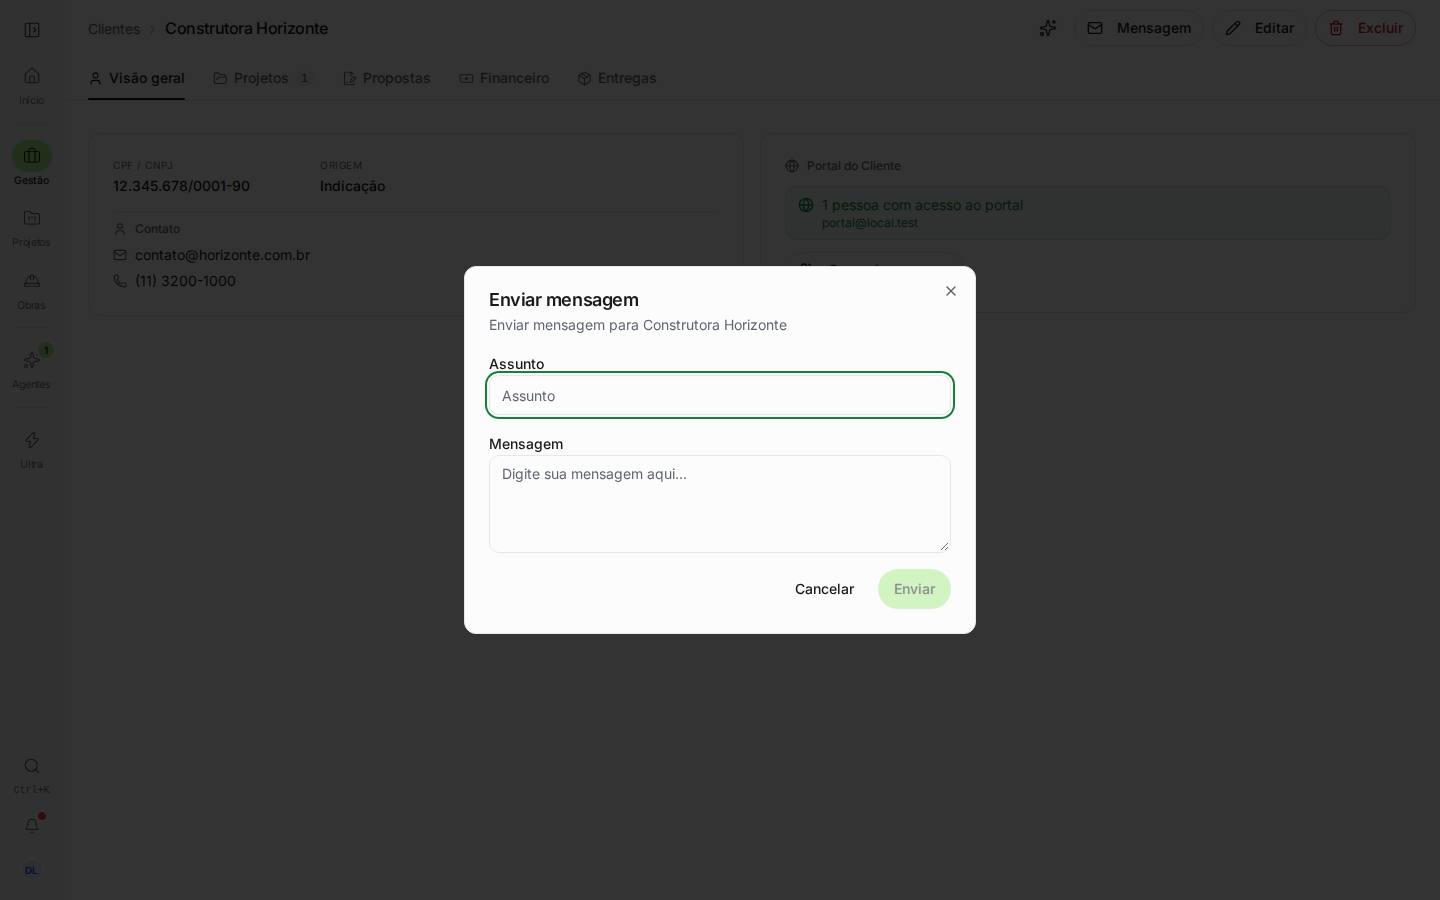 Clientes > Construtora Horizonte
Mensagem
Editar
Excluir
Visão geral
Projetos 1
Propostas
Financeiro
Entregas
Início
Gestão
Projetos
Obras
1
Agentes
Ultra
Ctrl+K
DL
CPF / CNPJ
12.345.678/0001-90
ORIGEM
Indicação
Contato
contato@horizonte.com.br
(11) 3200-1000
Portal do Cliente
1 pessoa com acesso ao portal
portal@local.test
Enviar mensagem
Enviar mensagem para Construtora Horizonte
Assunto
Assunto
Mensagem
Digite sua mensagem aqui...
Cancelar
Enviar